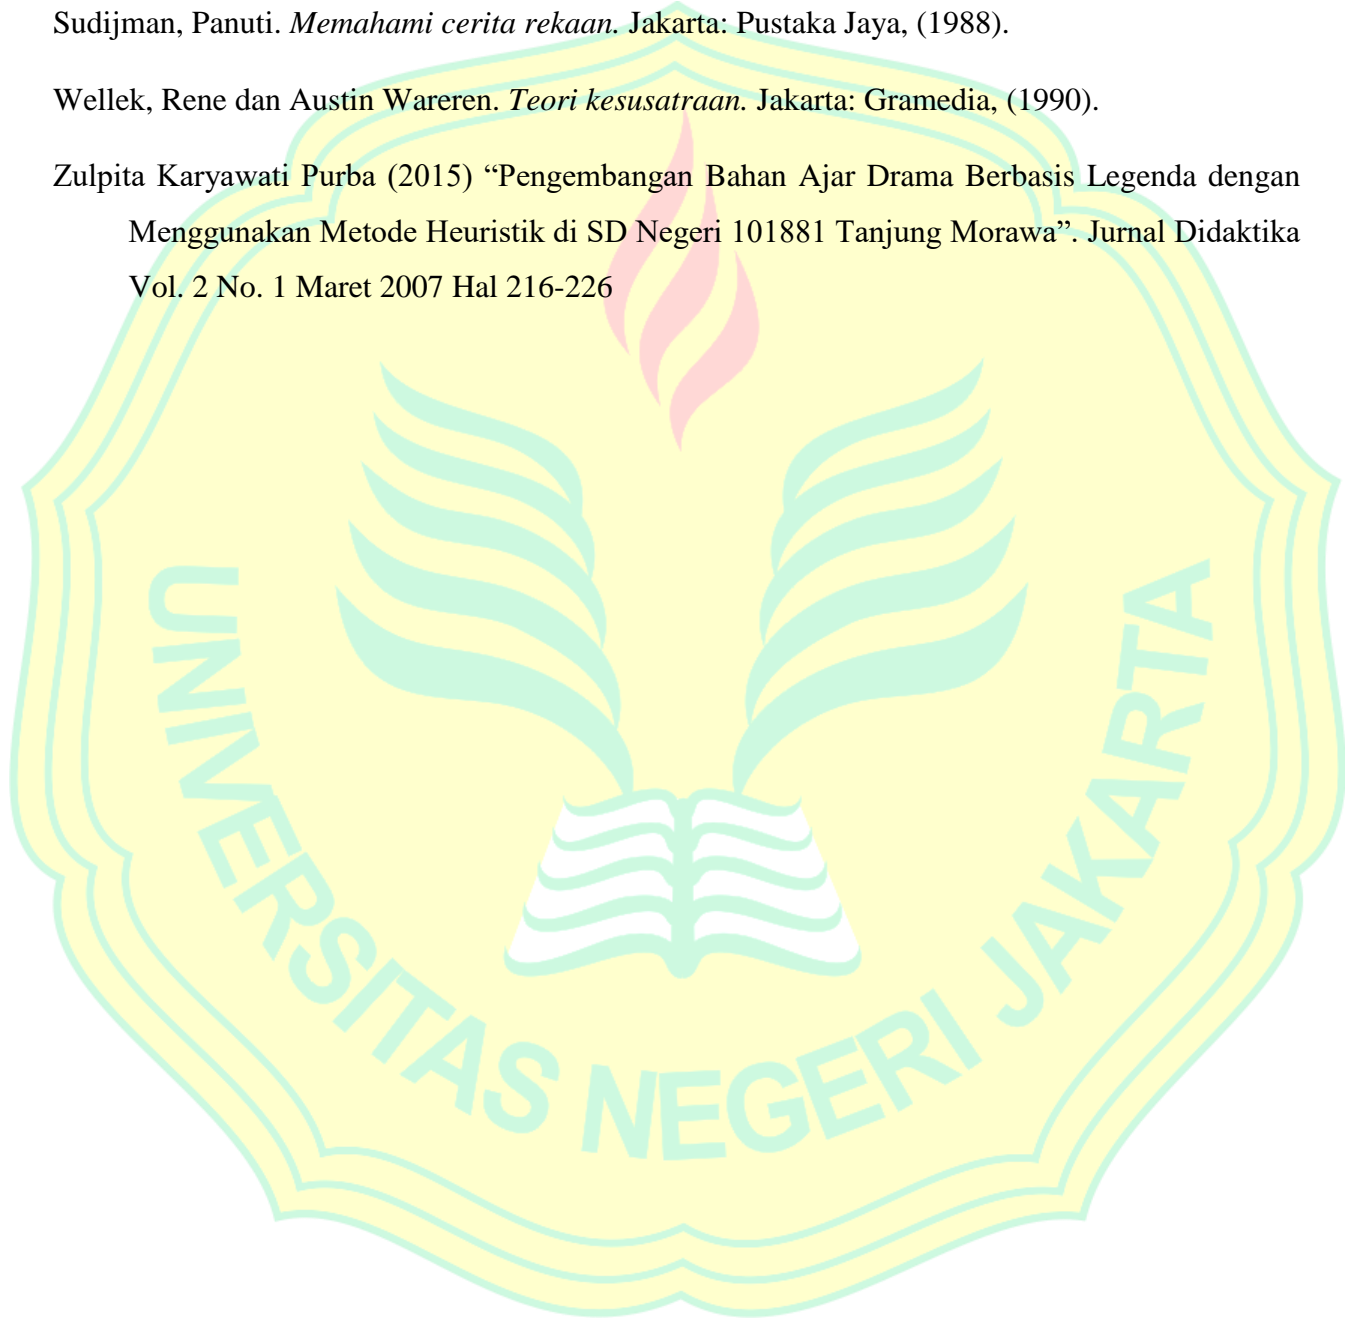 Sudijman, Panuti. Memahami cerita rekaan. Jakarta: Pustaka Jaya, (1988).
Wellek, Rene dan Austin Wareren. Teori kesusatraan. Jakarta: Gramedia, (1990).
Zulpita Karyawati Purba (2015) “Pengembangan Bahan Ajar Drama Berbasis Legenda dengan
Menggunakan Metode Heuristik di SD Negeri 101881 Tanjung Morawa”. Jurnal Didaktika
Vol. 2 No. 1 Maret 2007 Hal 216-226
UNIVERSITAS NEGERI JAKARTA